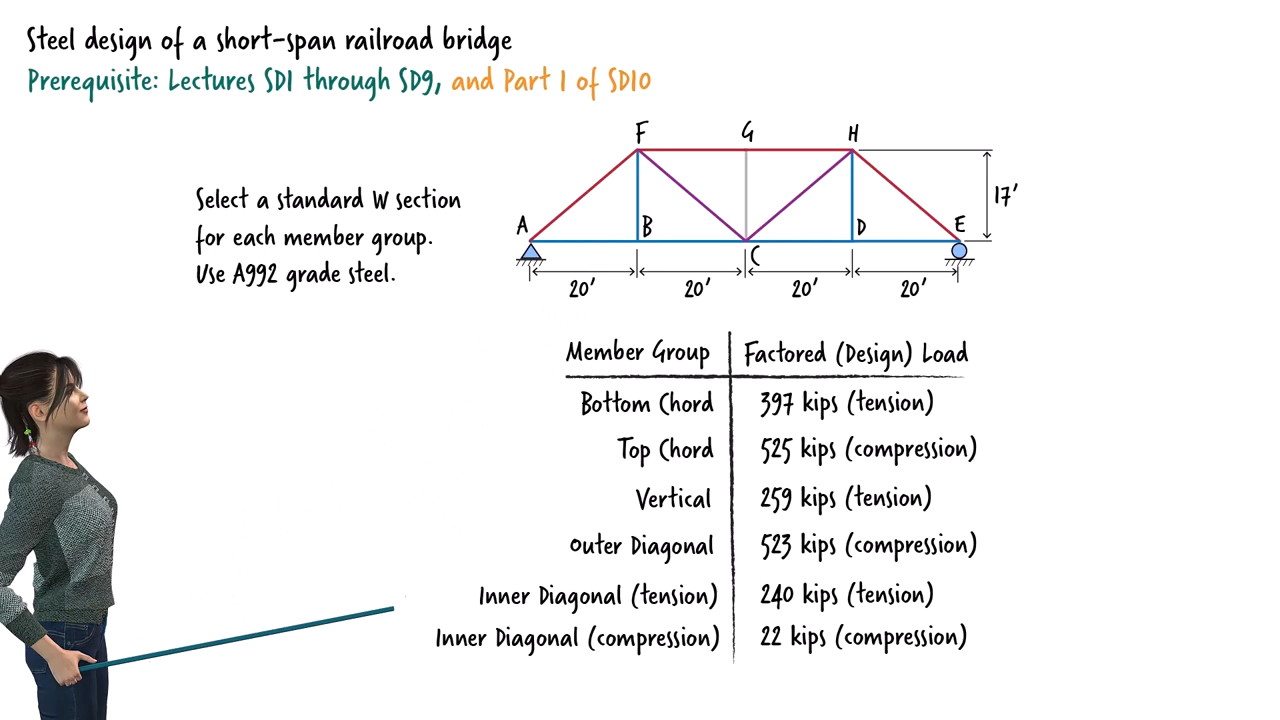 Steel design of a short-span railroad bridge
Prerequisite: Lectures SD1 through SD9, and Part 1 of SD10
Select a standard W section
for each member group.
Use A992 grade steel.
F G H
17'
A B C D E
20' 20' 20' 20'
Member Group Factored (Design) Load
Bottom Chord 397 kips (tension)
Top Chord 525 kips (compression)
Vertical 259 kips (tension)
Outer Diagonal 523 kips (compression)
Inner Diagonal (tension) 240 kips (tension)
Inner Diagonal (compression) 22 kips (compression)